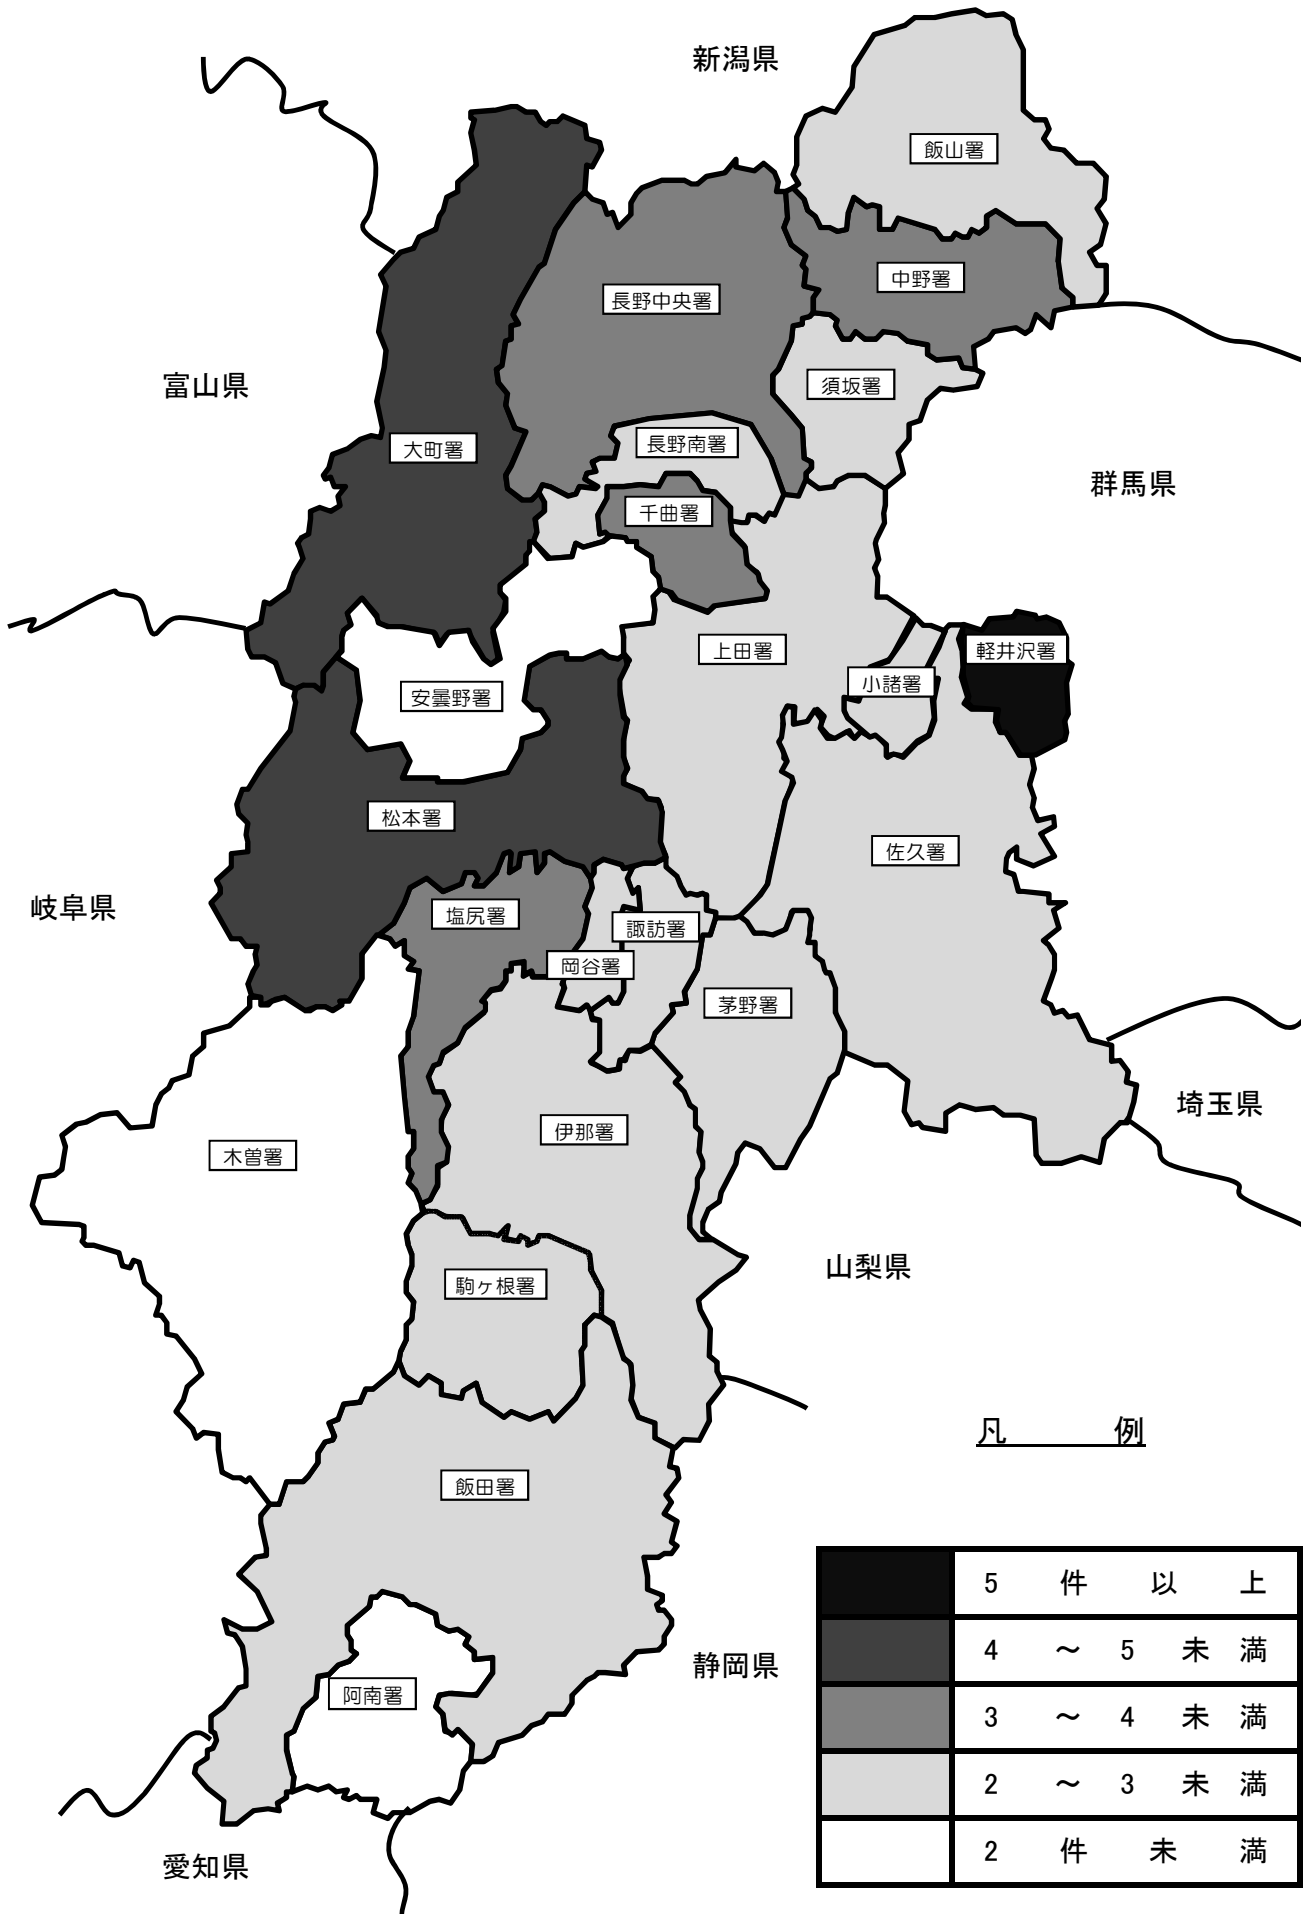 新潟県
飯山署
中野署
長野中央署
富山県
須坂署
大町署
長野南署
群馬県
千曲署
上田署
軽井沢署
小諸署
安曇野署
松本署
佐久署
岐阜県
塩尻署
諏訪署
岡谷署
茅野署
埼玉県
伊那署
木曽署
山梨県
駒ヶ根署
凡 例
飯田署
5 件 以 上
4 ～ 5 未 満
静岡県
阿南署
3 ～ 4 未 満
2 ～ 3 未 満
2 件 未 満
愛知県